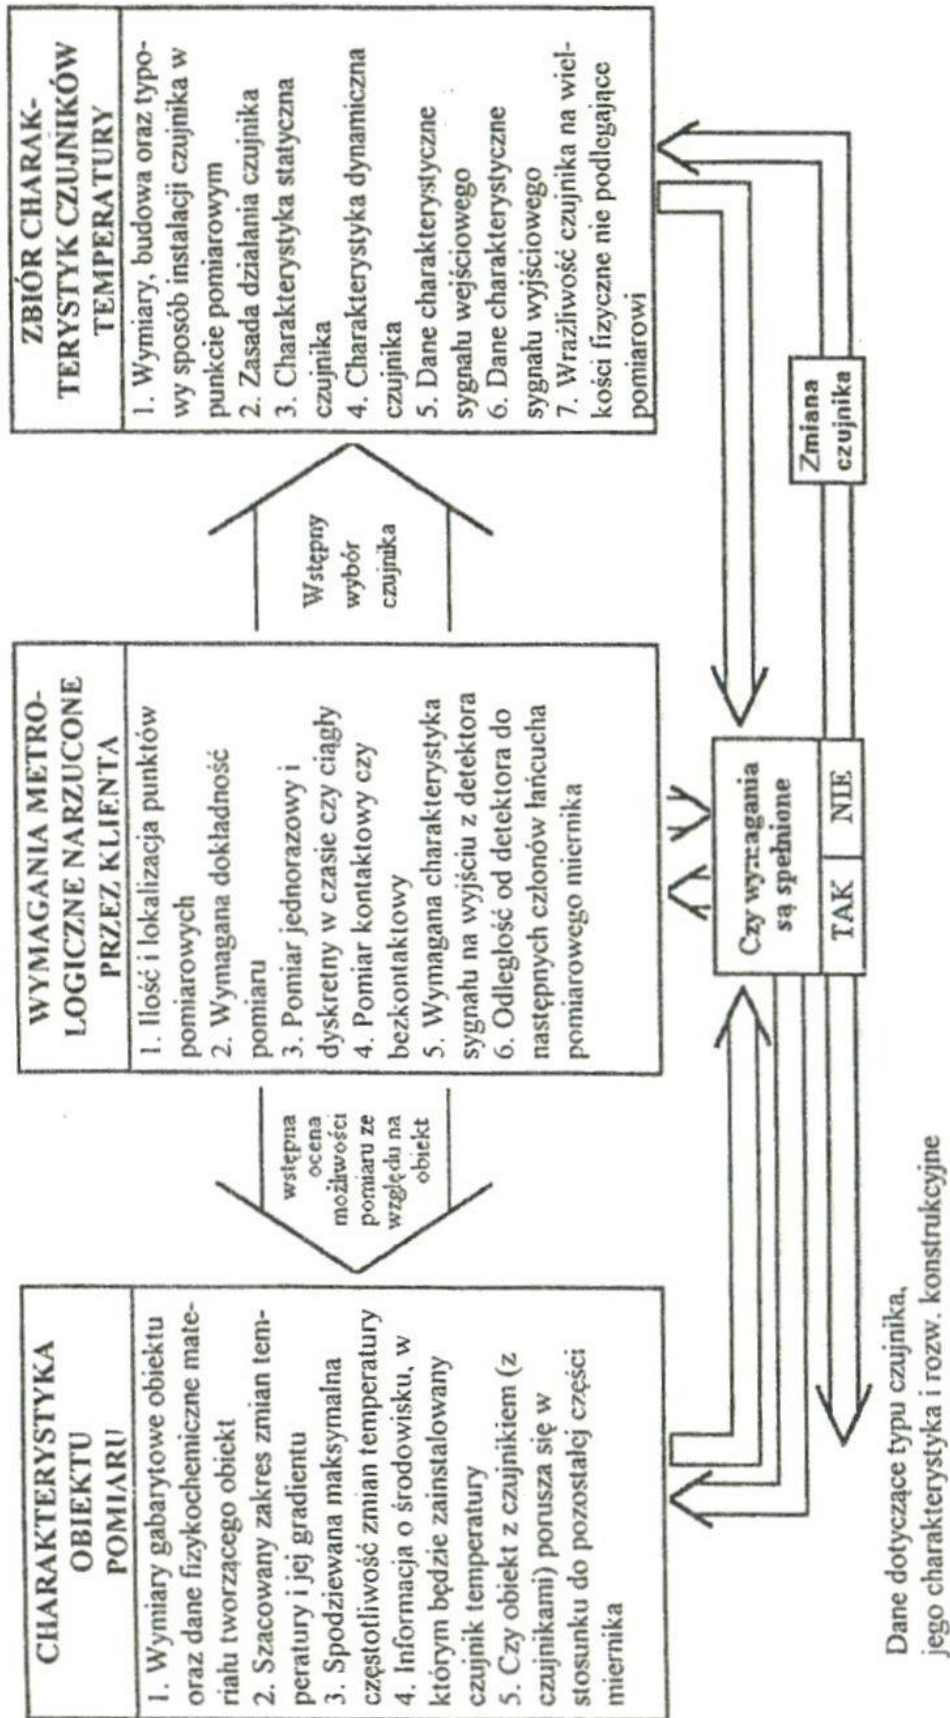 CHARAKTERYSTYKA
OBIEKTU
POMIARU
1. Wymiary gabarytowe obiektu
oraz dane fizykochemiczne mate-
riału tworzącego obiekt
2. Szacowany zakres zmian tem-
peratury i jej gradientu
3. Spodziewana maksymalna
częstotliwość zmian temperatury
4. Informacja o środowisku, w
którym będzie zainstalowany
czujnik temperatury
5. Czy obiekt z czujnikiem (z
czujnikami) porusza się w
stosunku do pozostałej części
miernika
wstępna
ocena
możliwości
pomiaru ze
względu na
obiekt
WYMAGANIA METRO-
LOGICZNE NARZUCONE
PRZEZ KLIENTA
1. Ilość i lokalizacja punktów
pomiarowych
2. Wymagana dokładność
pomiaru
3. Pomiar jednorazowy i
dyskretny w czasie czy ciągły
4. Pomiar kontaktowy czy
bezkontaktowy
5. Wymagana charakterystyka
sygnału na wyjściu z detektora
6. Odległość od detektora do
następnych członów łańcucha
pomiarowego miernika
Wstępny
wybór
czujnika
ZBIÓR CHARAK-
TERYSTYK CZUJNIKÓW
TEMPERATURY
1. Wymiary, budowa oraz typo-
wy sposób instalacji czujnika w
punkcie pomiarowym
2. Zasada działania czujnika
3. Charakterystyka statyczna
czujnika
4. Charakterystyka dynamiczna
czujnika
5. Dane charakterystyczne
sygnału wejściowego
6. Dane charakterystyczne
sygnału wyjściowego
7. Wrażliwość czujnika na wiel-
kości fizyczne nie podlegające
pomiarowi
Czy wymagania
są spełnione
TAK
NIE
Zmiana
czujnika
Dane dotyczące typu czujnika,
jego charakterystyka i rozw. konstrukcyjne